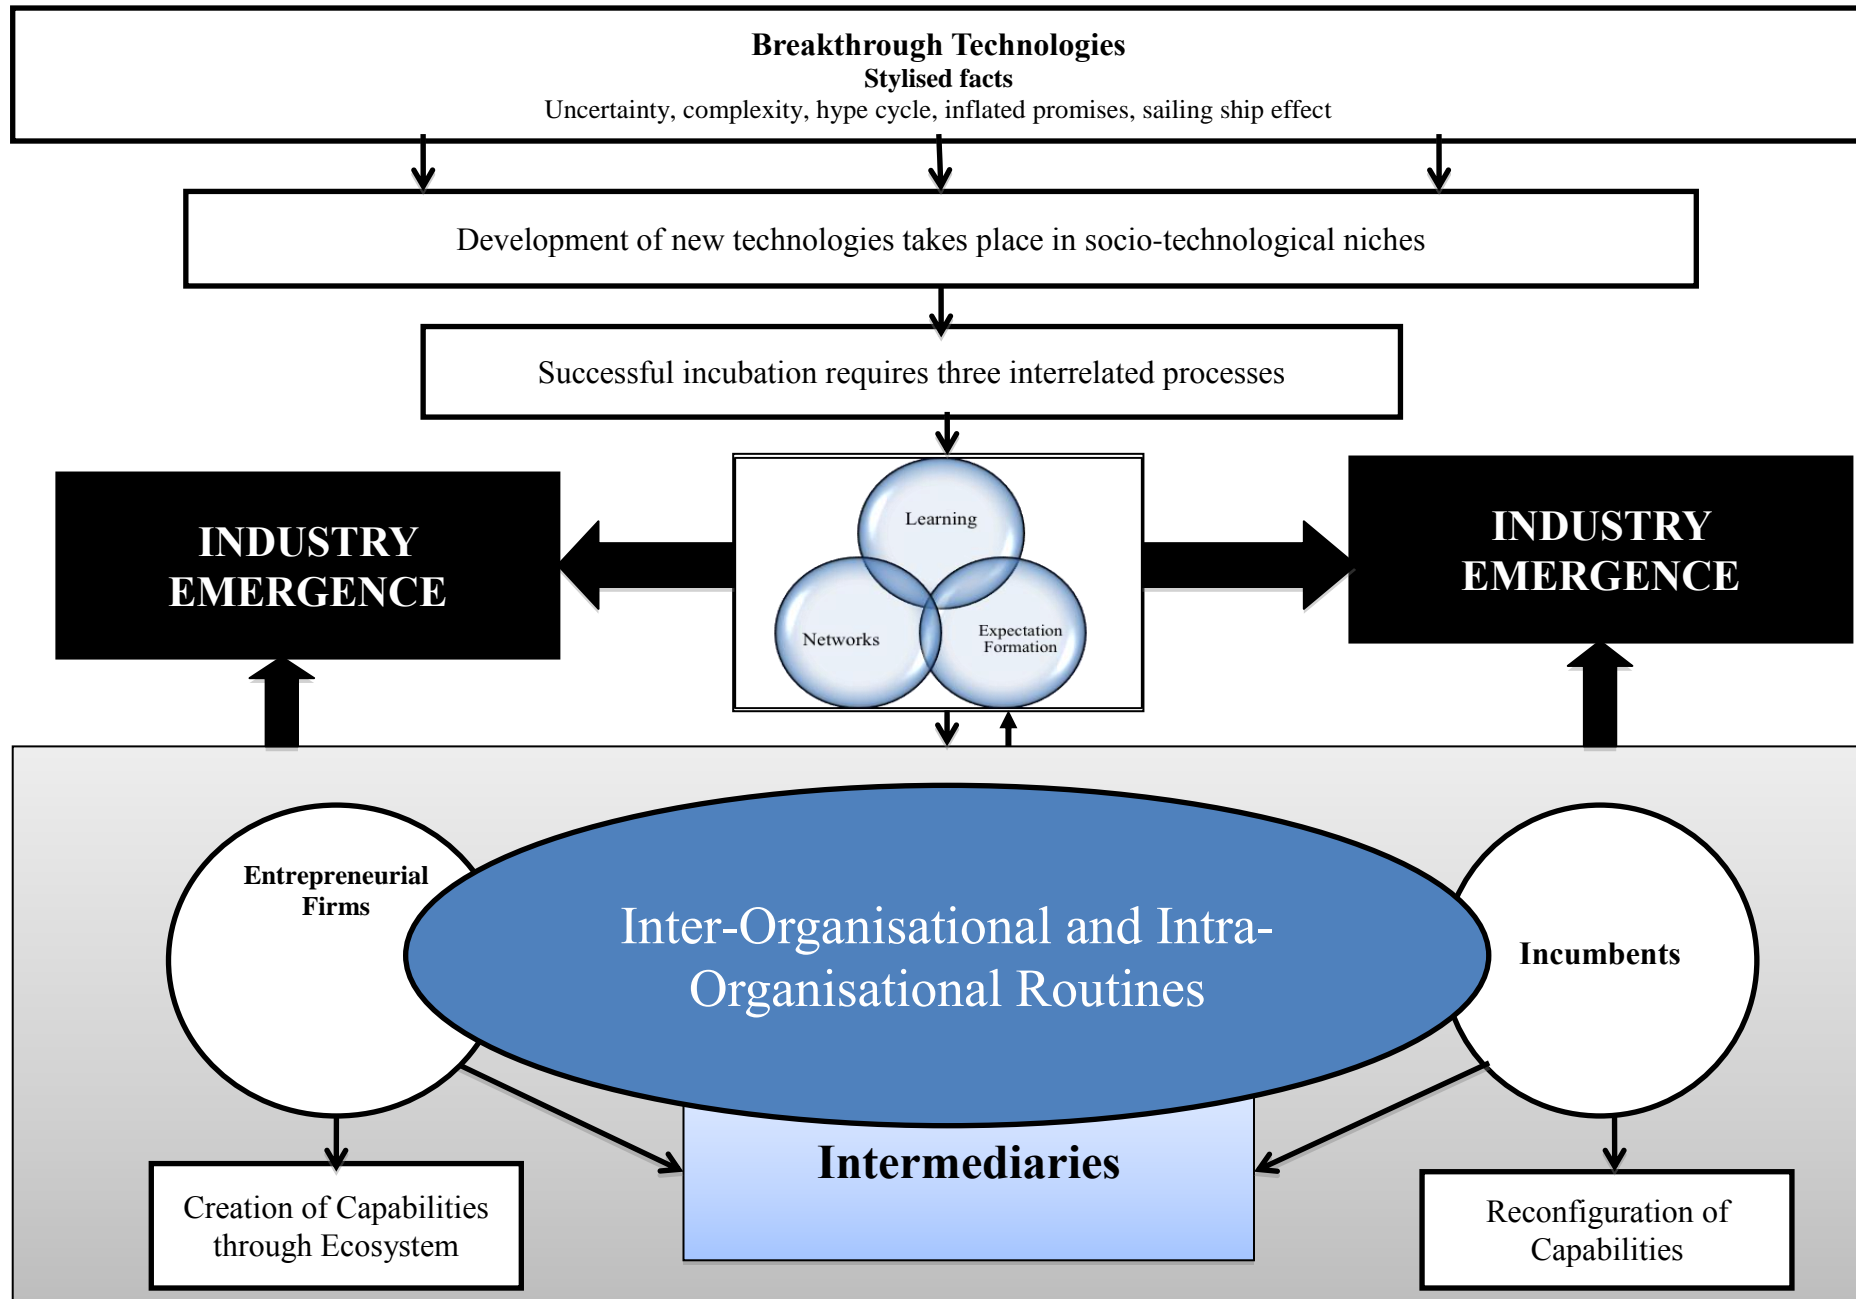 Breakthrough Technologies
Stylised facts
Uncertainty, complexity, hype cycle, inflated promises, sailing ship effect
Development of new technologies takes place in socio-technological niches
Successful incubation requires three interrelated processes
INDUSTRY
EMERGENCE
Learning
Networks
Expectation
Formation
INDUSTRY
EMERGENCE
Entrepreneurial
Firms
Inter-Organisational and Intra-
Organisational Routines
Incumbents
Intermediaries
Creation of Capabilities
through Ecosystem
Reconfiguration of
Capabilities